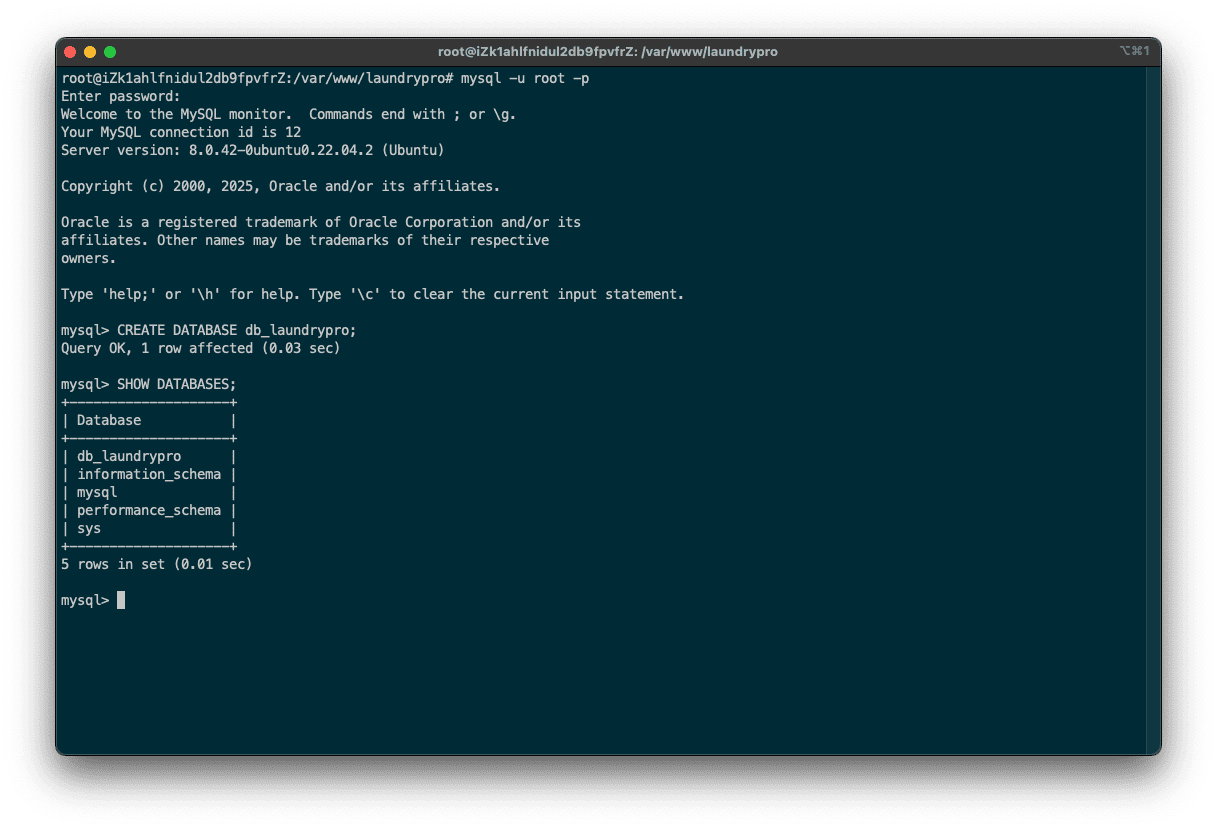 root@iZk1ahlfnidul2db9fpvfrZ: /var/www/laundrypro
⌥⌘1
root@iZk1ahlfnidul2db9fpvfrZ:/var/www/laundrypro# mysql -u root -p
Enter password:
Welcome to the MySQL monitor.  Commands end with ; or \g.
Your MySQL connection id is 12
Server version: 8.0.42-0ubuntu0.22.04.2 (Ubuntu)
Copyright (c) 2000, 2025, Oracle and/or its affiliates.
Oracle is a registered trademark of Oracle Corporation and/or its
affiliates. Other names may be trademarks of their respective
owners.
Type 'help;' or '\h' for help. Type '\c' to clear the current input statement.
mysql> CREATE DATABASE db_laundrypro;
Query OK, 1 row affected (0.03 sec)
mysql> SHOW DATABASES;
+--------------------+
| Database           |
+--------------------+
| db_laundrypro      |
| information_schema |
| mysql              |
| performance_schema |
| sys                |
+--------------------+
5 rows in set (0.01 sec)
mysql>